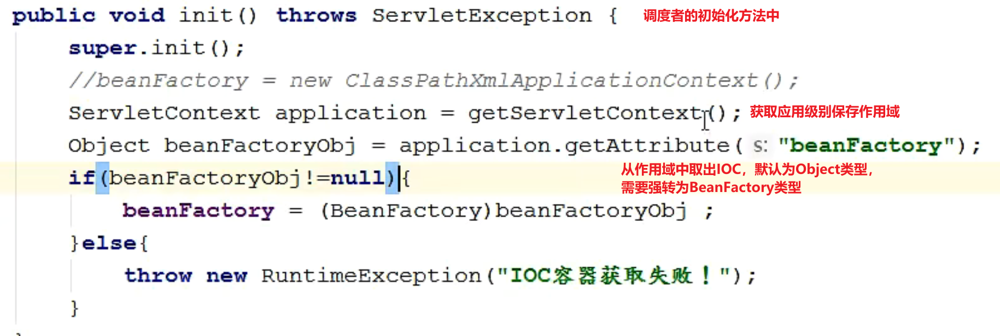 public void init() throws ServletException { 调度者的初始化方法中
super.init();
//beanFactory = new ClassPathXmlApplicationContext();
ServletContext application = getServletContext(); 获取应用级别保存作用域
Object beanFactoryObj = application.getAttribute( s: "beanFactory");
if(beanFactoryObj!=null){ 从作用域中取出IOC，默认为Object类型，
需要强转为BeanFactory类型
beanFactory = (BeanFactory)beanFactoryObj ;
}else{
throw new RuntimeException("IOC容器获取失败！");
}